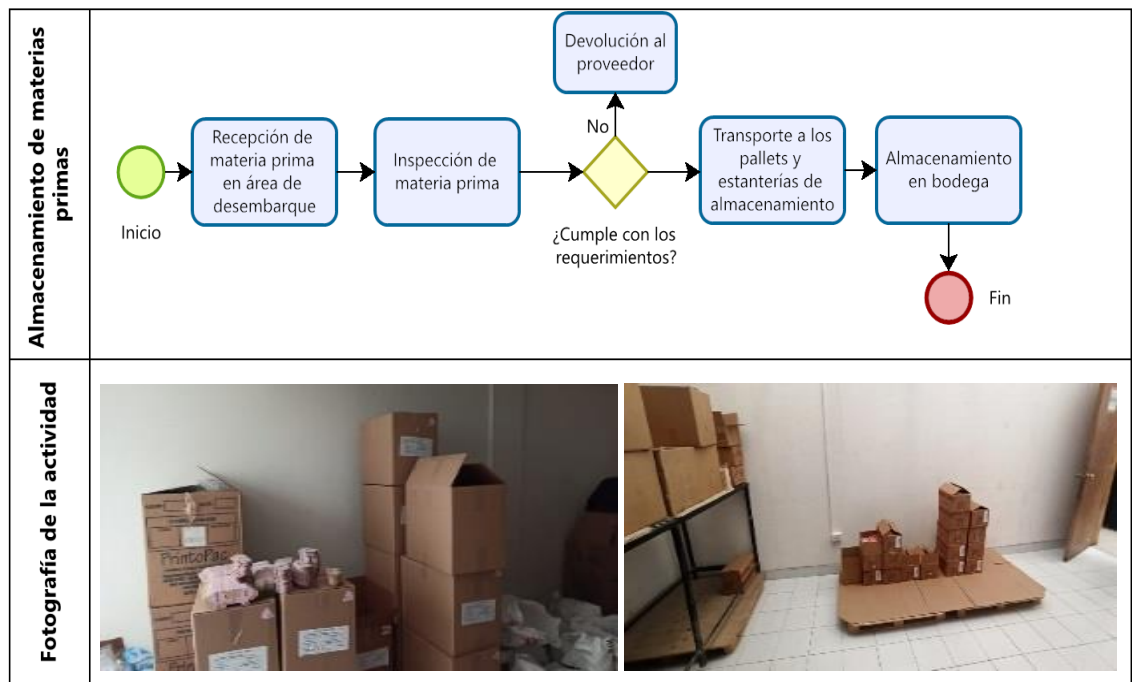 Almacenamiento de materias
primas
Devolución al
proveedor
No
Recepción de
materia prima
en área de
desembarque
Inspección de
materia prima
Transporte a los
pallets y
estanterías de
almacenamiento
Almacenamiento
en bodega
Inicio
¿Cumple con los
requerimientos?
Fin
Fotografía de la actividad
PrintoPac